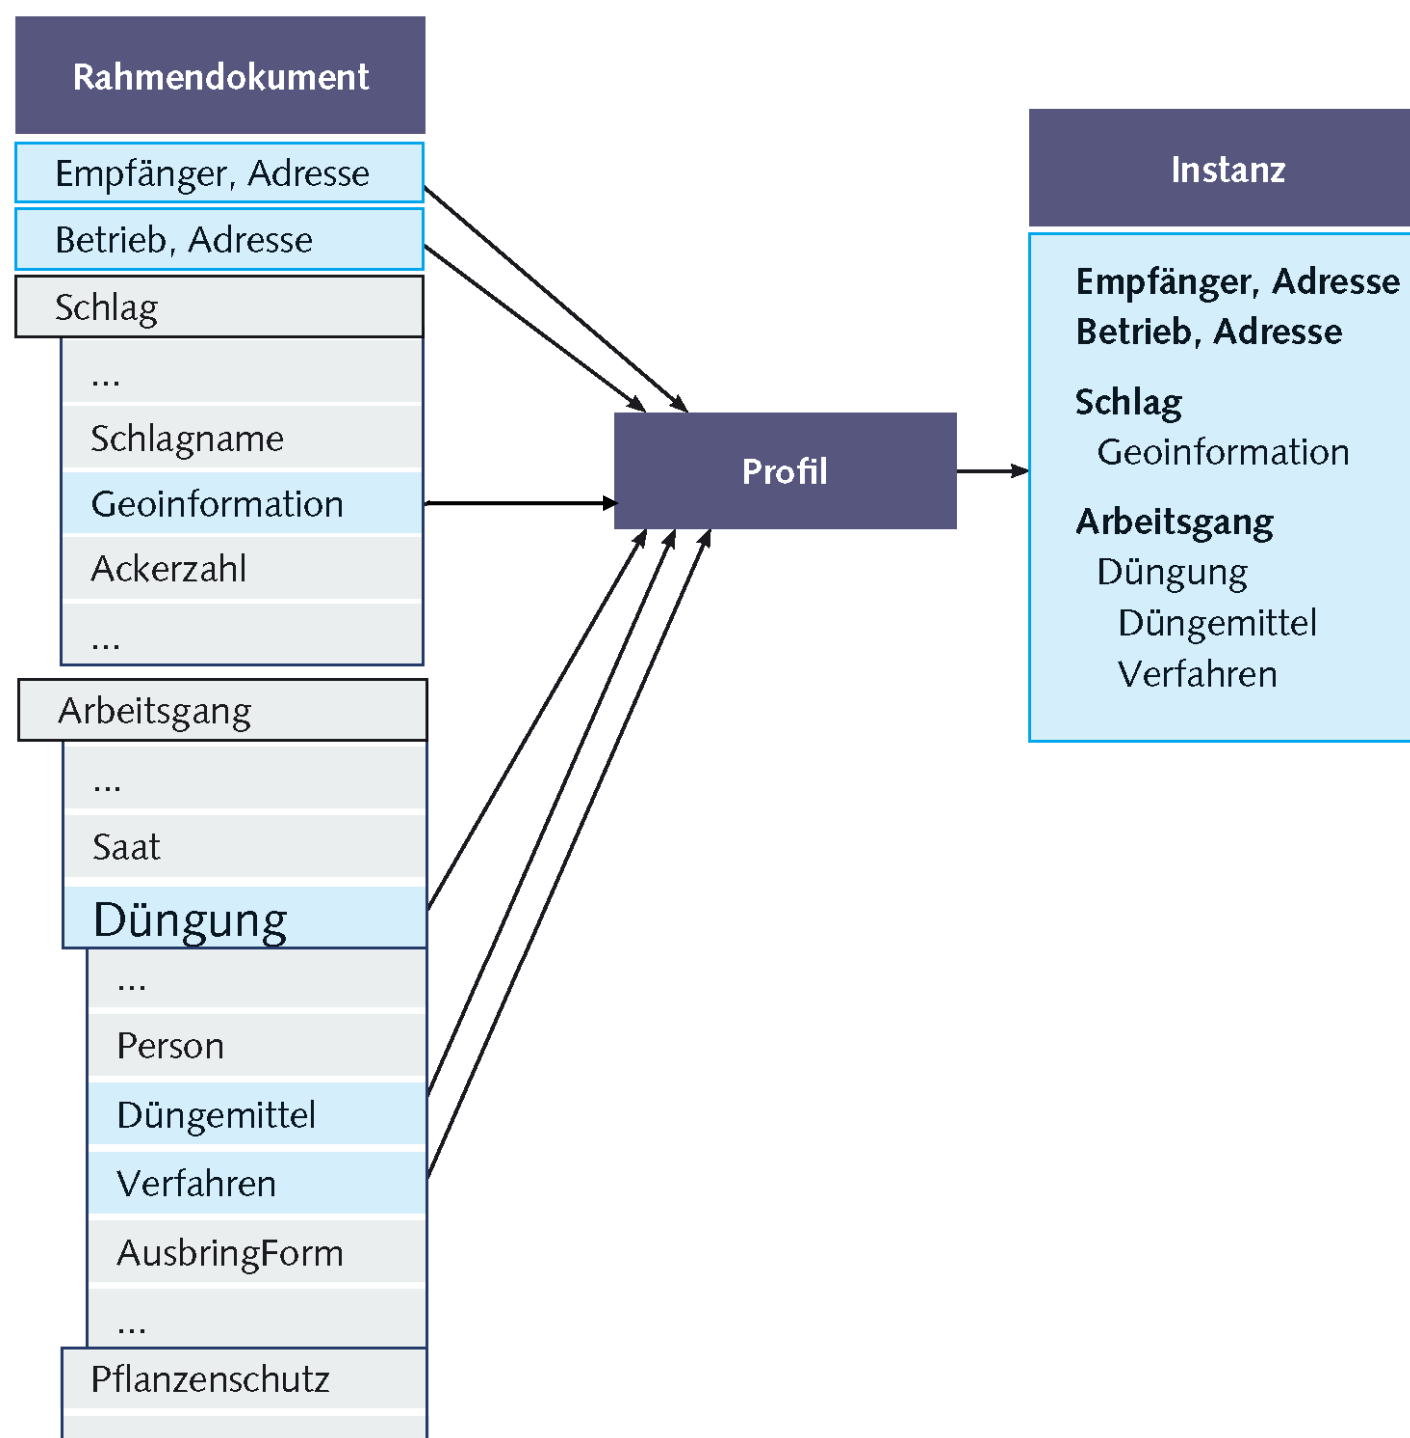 Rahmendokument
Empfänger, Adresse
Betrieb, Adresse
Schlag
...
Schlagname
Geoinformation
Ackerzahl
...
Arbeitsgang
...
Saat
Düngung
...
Person
Düngemittel
Verfahren
AusbringForm
...
Pflanzenschutz
Profil
Instanz
Empfänger, Adresse
Betrieb, Adresse
Schlag
Geoinformation
Arbeitsgang
Düngung
Düngemittel
Verfahren